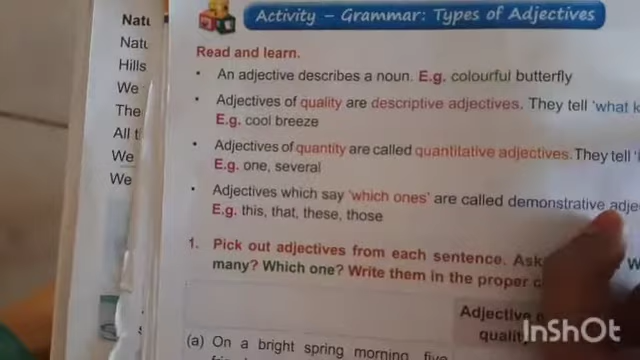 Natu
Natu
Hills
We
The
All t
We
We
Activity – Grammar: Types of Adjectives
Read and learn.
• An adjective describes a noun. E.g. colourful butterfly
• Adjectives of quality are descriptive adjectives. They tell 'what k
E.g. cool breeze
• Adjectives of quantity are called quantitative adjectives. They tell
E.g. one, several
• Adjectives which say 'which ones' are called demonstrative adje
E.g. this, that, these, those
1. Pick out adjectives from each sentence. Ask W
many? Which one? Write them in the proper c
Adjective
quality
(a) On a bright spring morning, five
InShOt